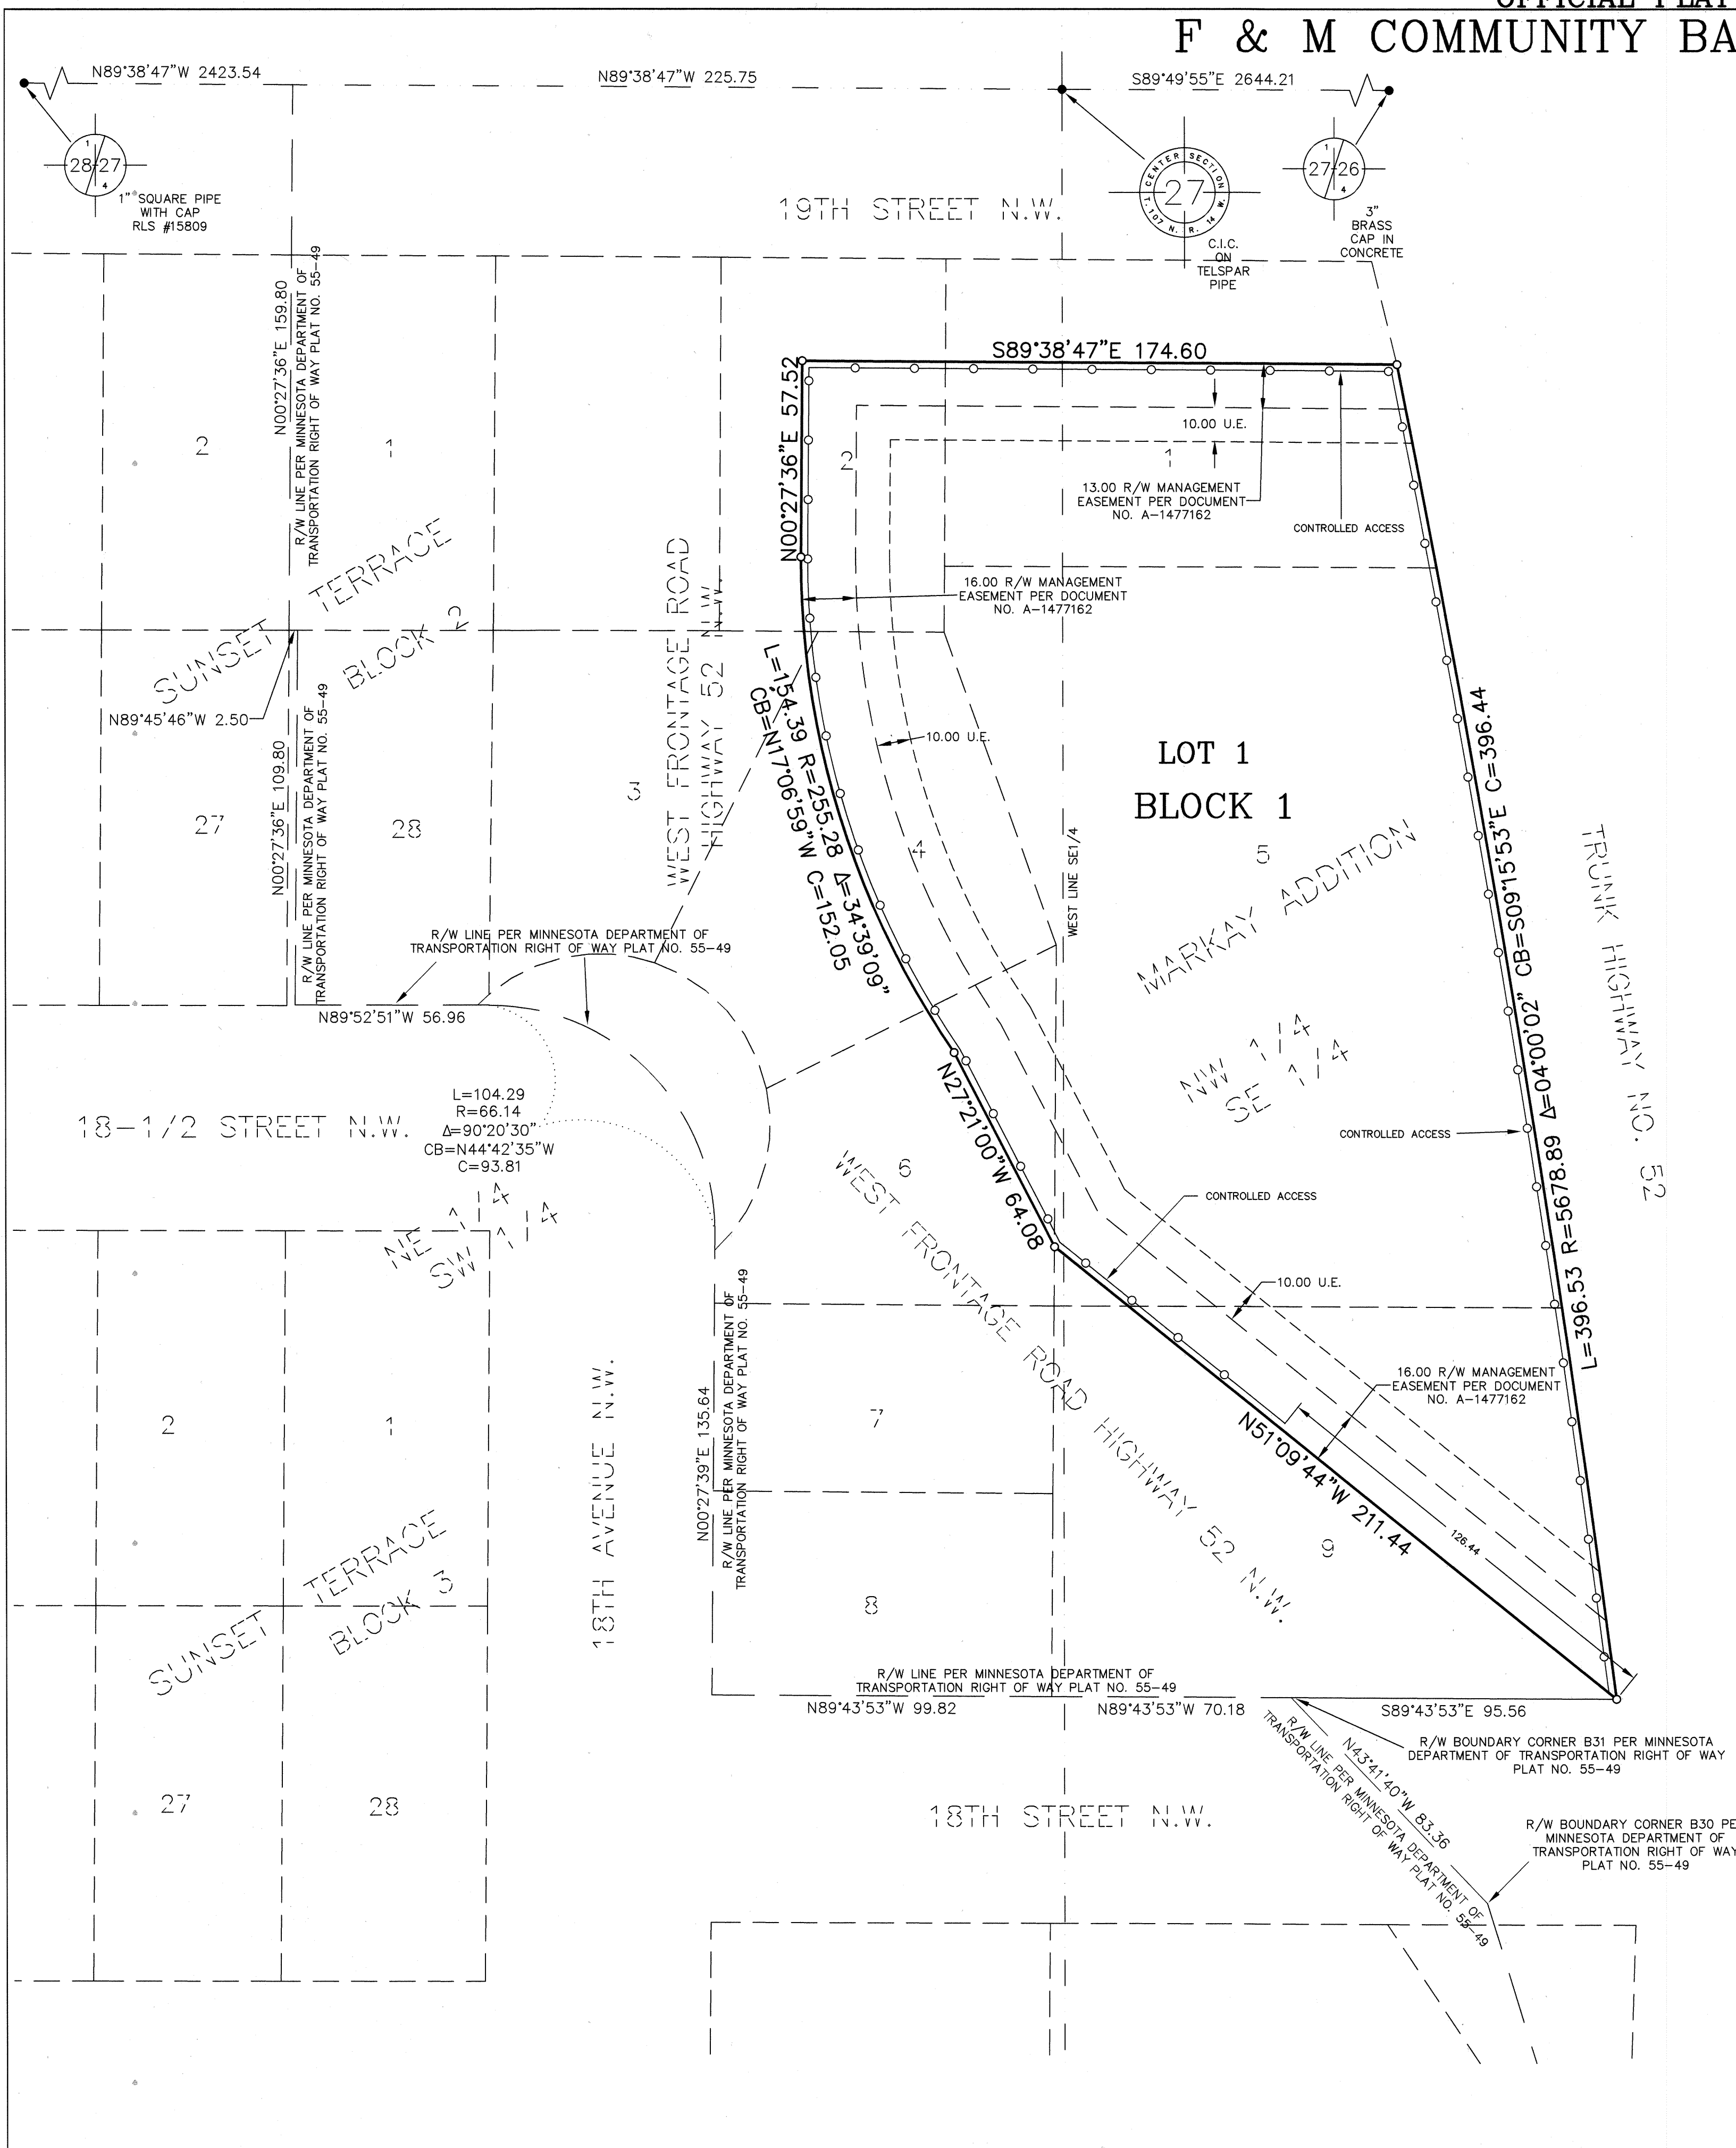 F & M COMMUNITY BA
N89°38'47"W 2423.54
N89°38'47"W 225.75
S89°49'55"E 2644.21
1
28 27
4
1" SQUARE PIPE
WITH CAP
RLS #15809
19TH STREET N.W.
CENTER SECTION
27
T. 107 N. R. 14 W.
C.I.C.
ON
TELSPAR
PIPE
1
27 26
4
3"
BRASS
CAP IN
CONCRETE
N00°27'36"E 159.80
R/W LINE PER MINNESOTA DEPARTMENT OF
TRANSPORTATION RIGHT OF WAY PLAT NO. 55-49
2
1
SUNSET TERRACE
BLOCK 2
N89°45'46"W 2.50
N00°27'36"E 109.80
R/W LINE PER MINNESOTA DEPARTMENT OF
TRANSPORTATION RIGHT OF WAY PLAT NO. 55-49
27
28
3
WEST FRONTAGE ROAD
HIGHWAY 52 N.W.
S89°38'47"E 174.60
N00°27'36"E 57.52
2
1
10.00 U.E.
13.00 R/W MANAGEMENT
EASEMENT PER DOCUMENT
NO. A-1477162
CONTROLLED ACCESS
16.00 R/W MANAGEMENT
EASEMENT PER DOCUMENT
NO. A-1477162
L=154.39 R=255.28 Δ=34°39'09"
CB=N17°06'59"W C=152.05
10.00 U.E.
4
LOT 1
BLOCK 1
WEST LINE SE1/4
5
MARKAY ADDITION
NW 1/4
SE 1/4
L=396.53 R=5678.89 Δ=04°00'02" CB=S09°15'53"E C=396.44
TRUNK HIGHWAY NO. 52
R/W LINE PER MINNESOTA DEPARTMENT OF
TRANSPORTATION RIGHT OF WAY PLAT NO. 55-49
N89°52'51"W 56.96
18-1/2 STREET N.W.
L=104.29
R=66.14
Δ=90°20'30"
CB=N44°42'35"W
C=93.81
NE 1/4
SW 1/4
N27°21'00"W 64.08
6
WEST FRONTAGE ROAD HIGHWAY 52 N.W.
CONTROLLED ACCESS
CONTROLLED ACCESS
10.00 U.E.
16.00 R/W MANAGEMENT
EASEMENT PER DOCUMENT
NO. A-1477162
N51°09'44"W 211.44
126.44
N00°27'39"E 135.64
R/W LINE PER MINNESOTA DEPARTMENT OF
TRANSPORTATION RIGHT OF WAY PLAT NO. 55-49
18TH AVENUE N.W.
7
8
9
2
1
SUNSET TERRACE
BLOCK 3
27
28
R/W LINE PER MINNESOTA DEPARTMENT OF
TRANSPORTATION RIGHT OF WAY PLAT NO. 55-49
N89°43'53"W 99.82
N89°43'53"W 70.18
S89°43'53"E 95.56
R/W BOUNDARY CORNER B31 PER MINNESOTA
DEPARTMENT OF TRANSPORTATION RIGHT OF WAY
PLAT NO. 55-49
N43°41'40"W 83.36
R/W LINE PER MINNESOTA DEPARTMENT OF
TRANSPORTATION RIGHT OF WAY PLAT NO. 55-49
18TH STREET N.W.
R/W BOUNDARY CORNER B30 PE
MINNESOTA DEPARTMENT OF
TRANSPORTATION RIGHT OF WAY
PLAT NO. 55-49